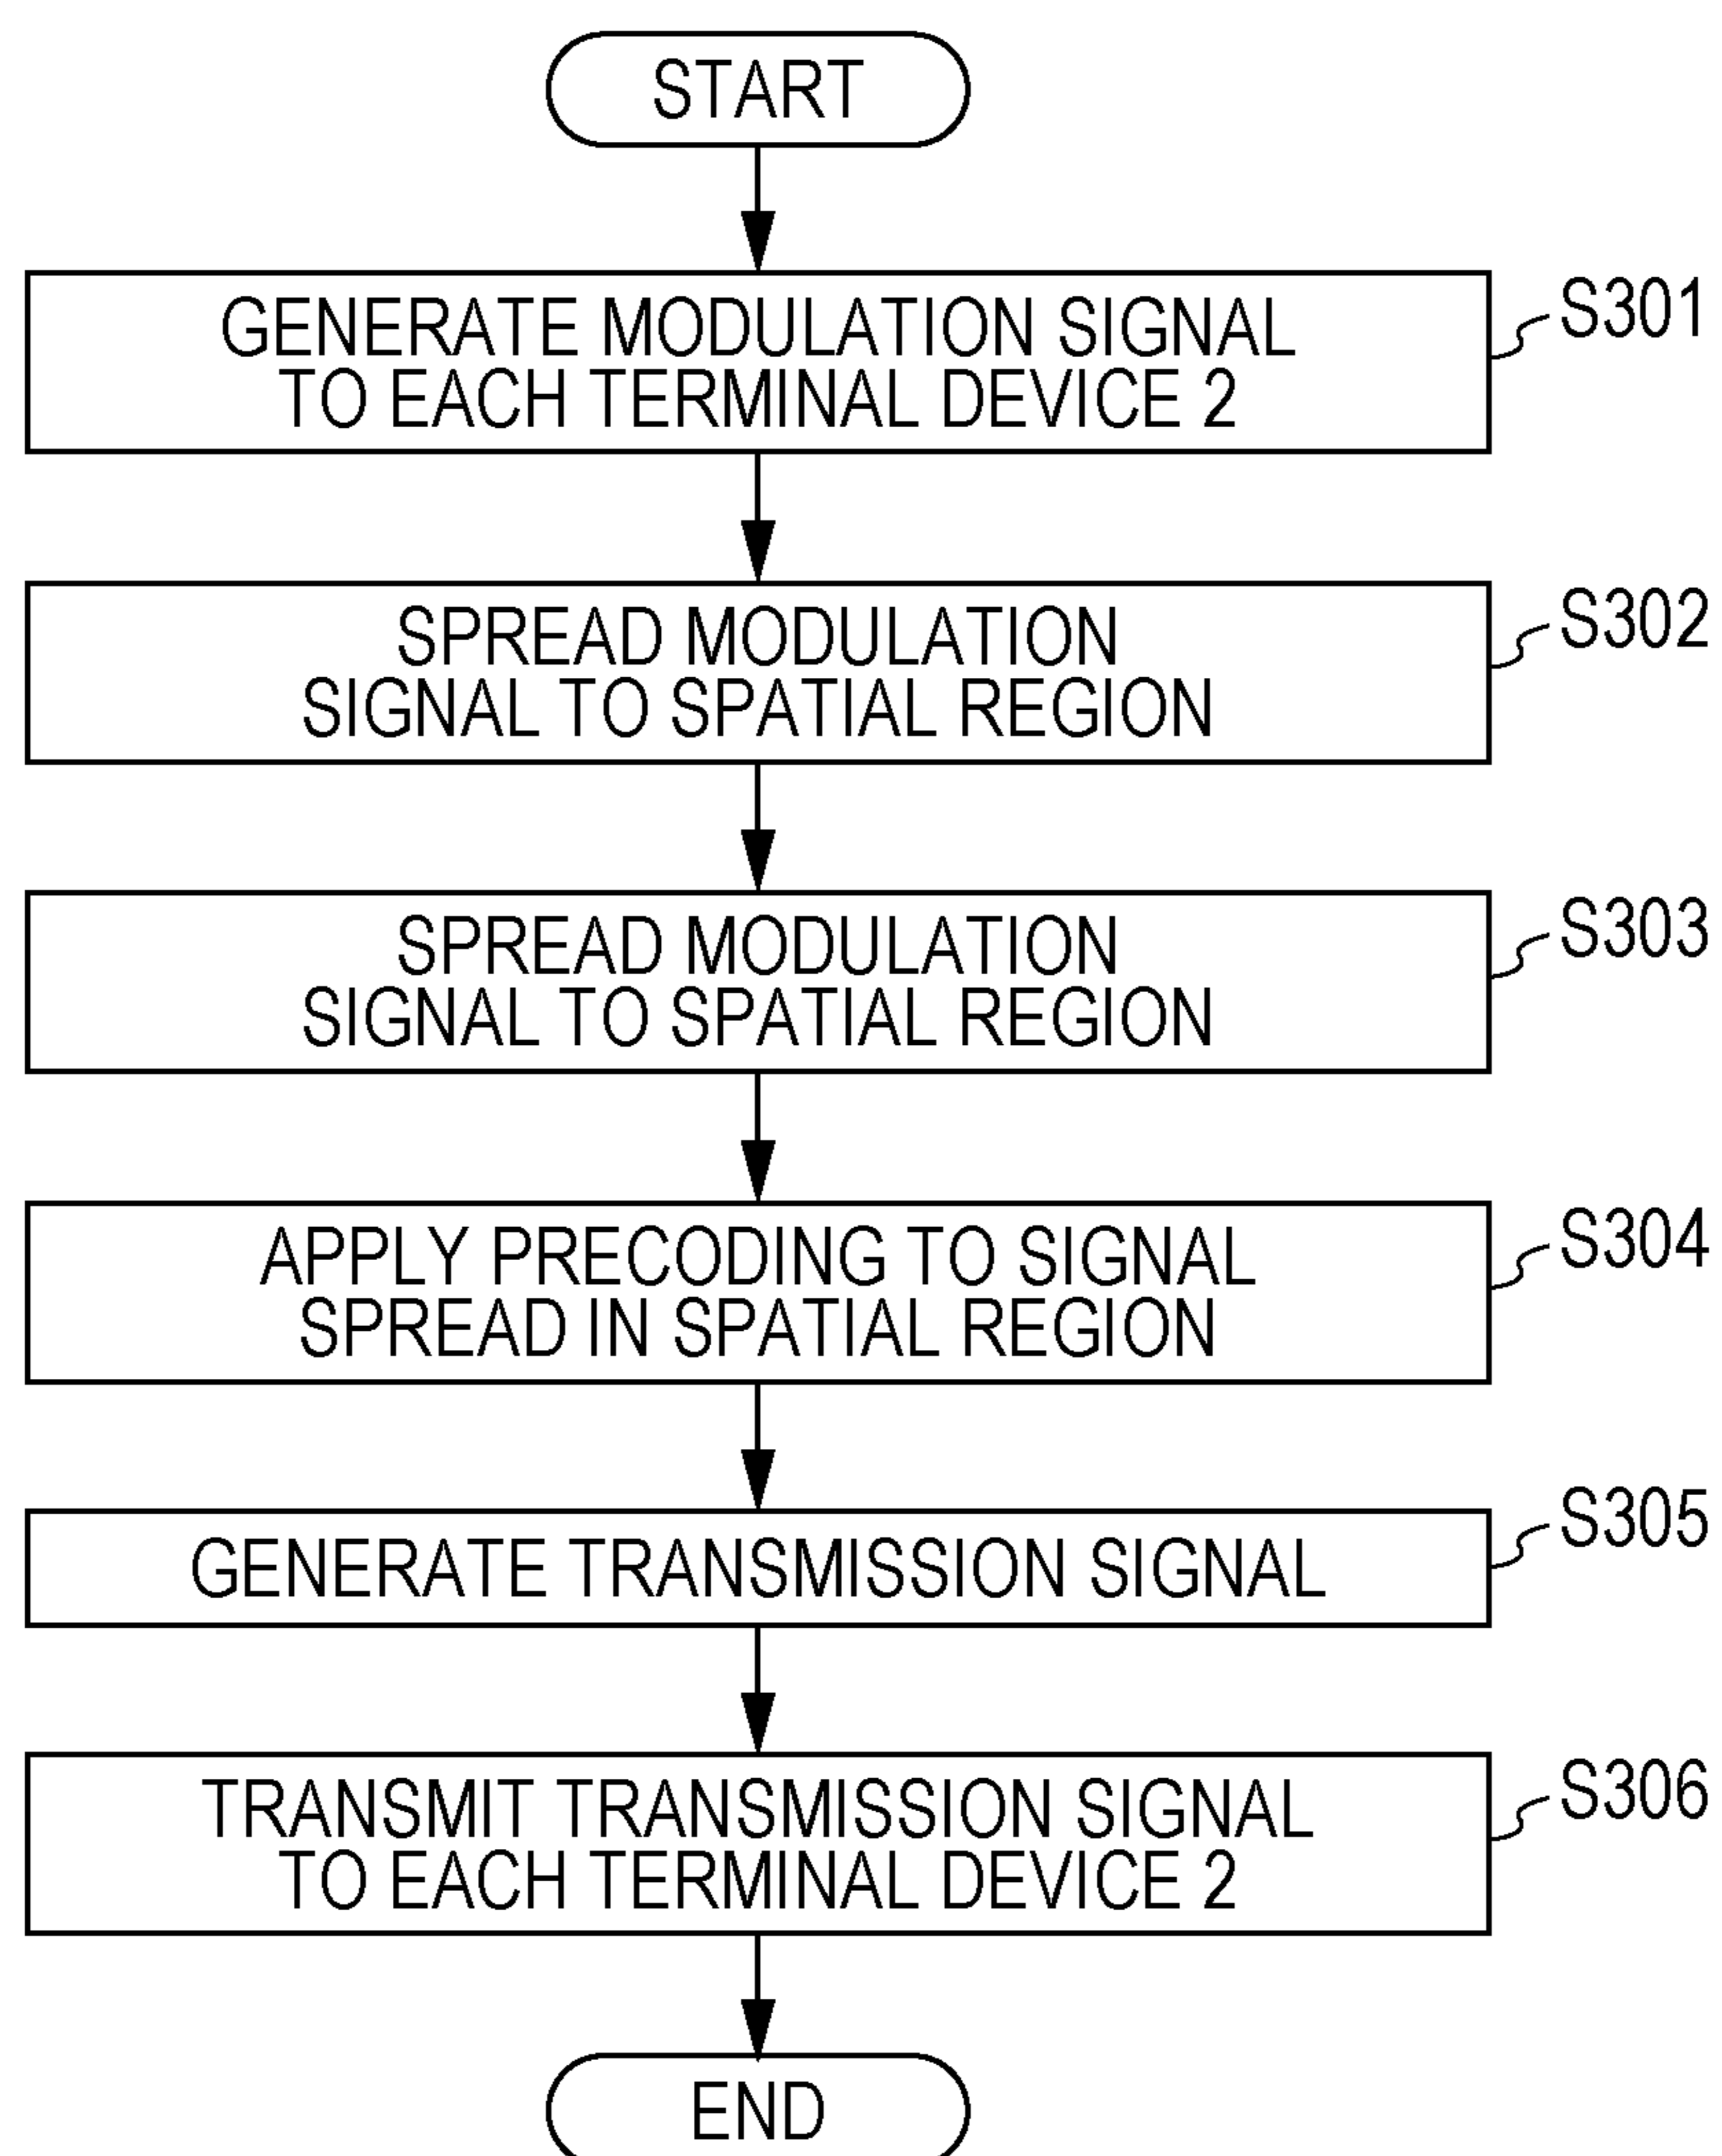 START
GENERATE MODULATION SIGNAL
TO EACH TERMINAL DEVICE 2
S301
SPREAD MODULATION
SIGNAL TO SPATIAL REGION
S302
SPREAD MODULATION
SIGNAL TO SPATIAL REGION
S303
APPLY PRECODING TO SIGNAL
SPREAD IN SPATIAL REGION
S304
GENERATE TRANSMISSION SIGNAL
S305
TRANSMIT TRANSMISSION SIGNAL
TO EACH TERMINAL DEVICE 2
S306
END